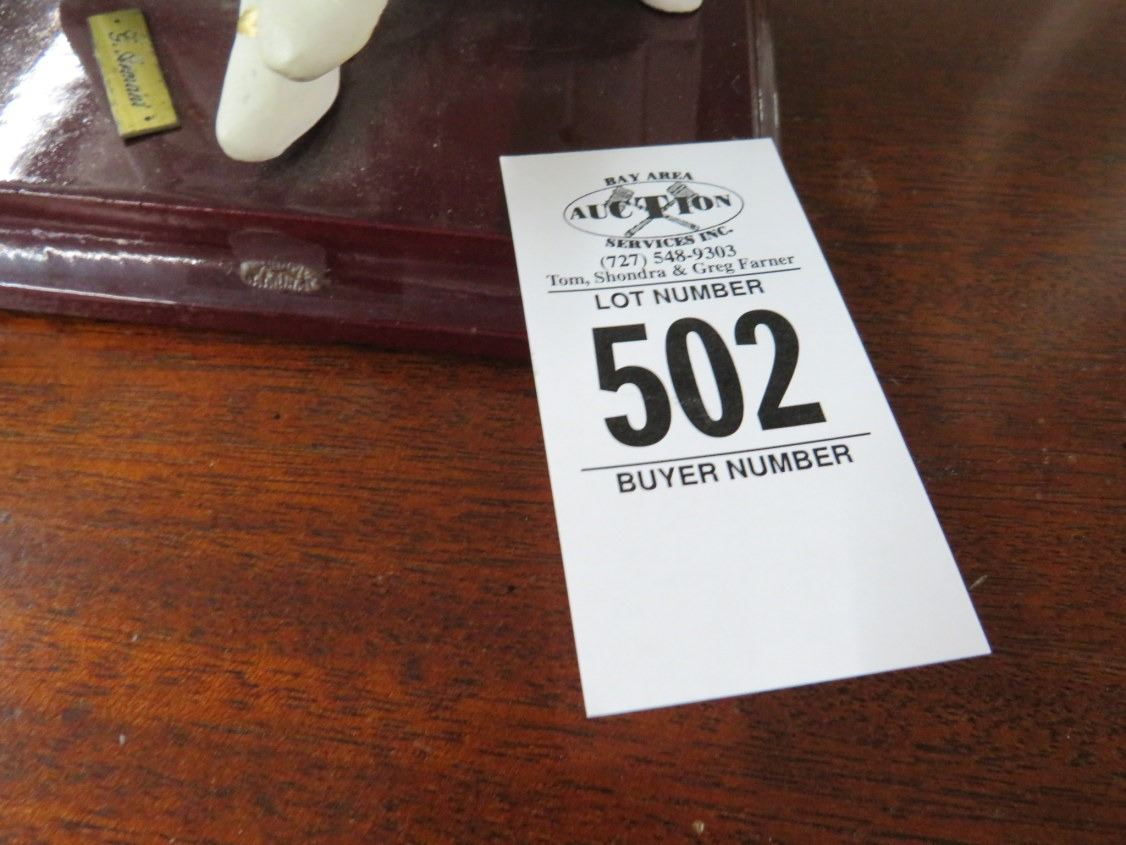 BAY AREA
AUCTION
SERVICES INC.
(727) 548-9303
Tom, Shondra & Greg Farner
LOT NUMBER
502
BUYER NUMBER